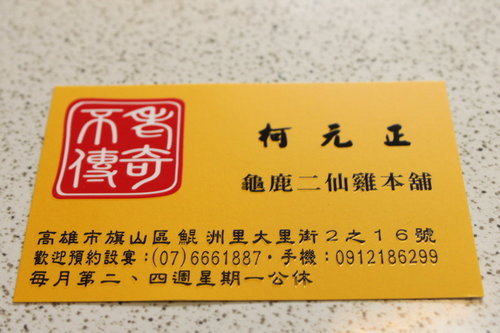 不老
傳奇
柯元正
龜鹿二仙雞本舖
高雄市旗山區鯤洲里大里街2之16號
歡迎預約設宴:(07)6661887・手機:0912186299
每月第二、四週星期一公休